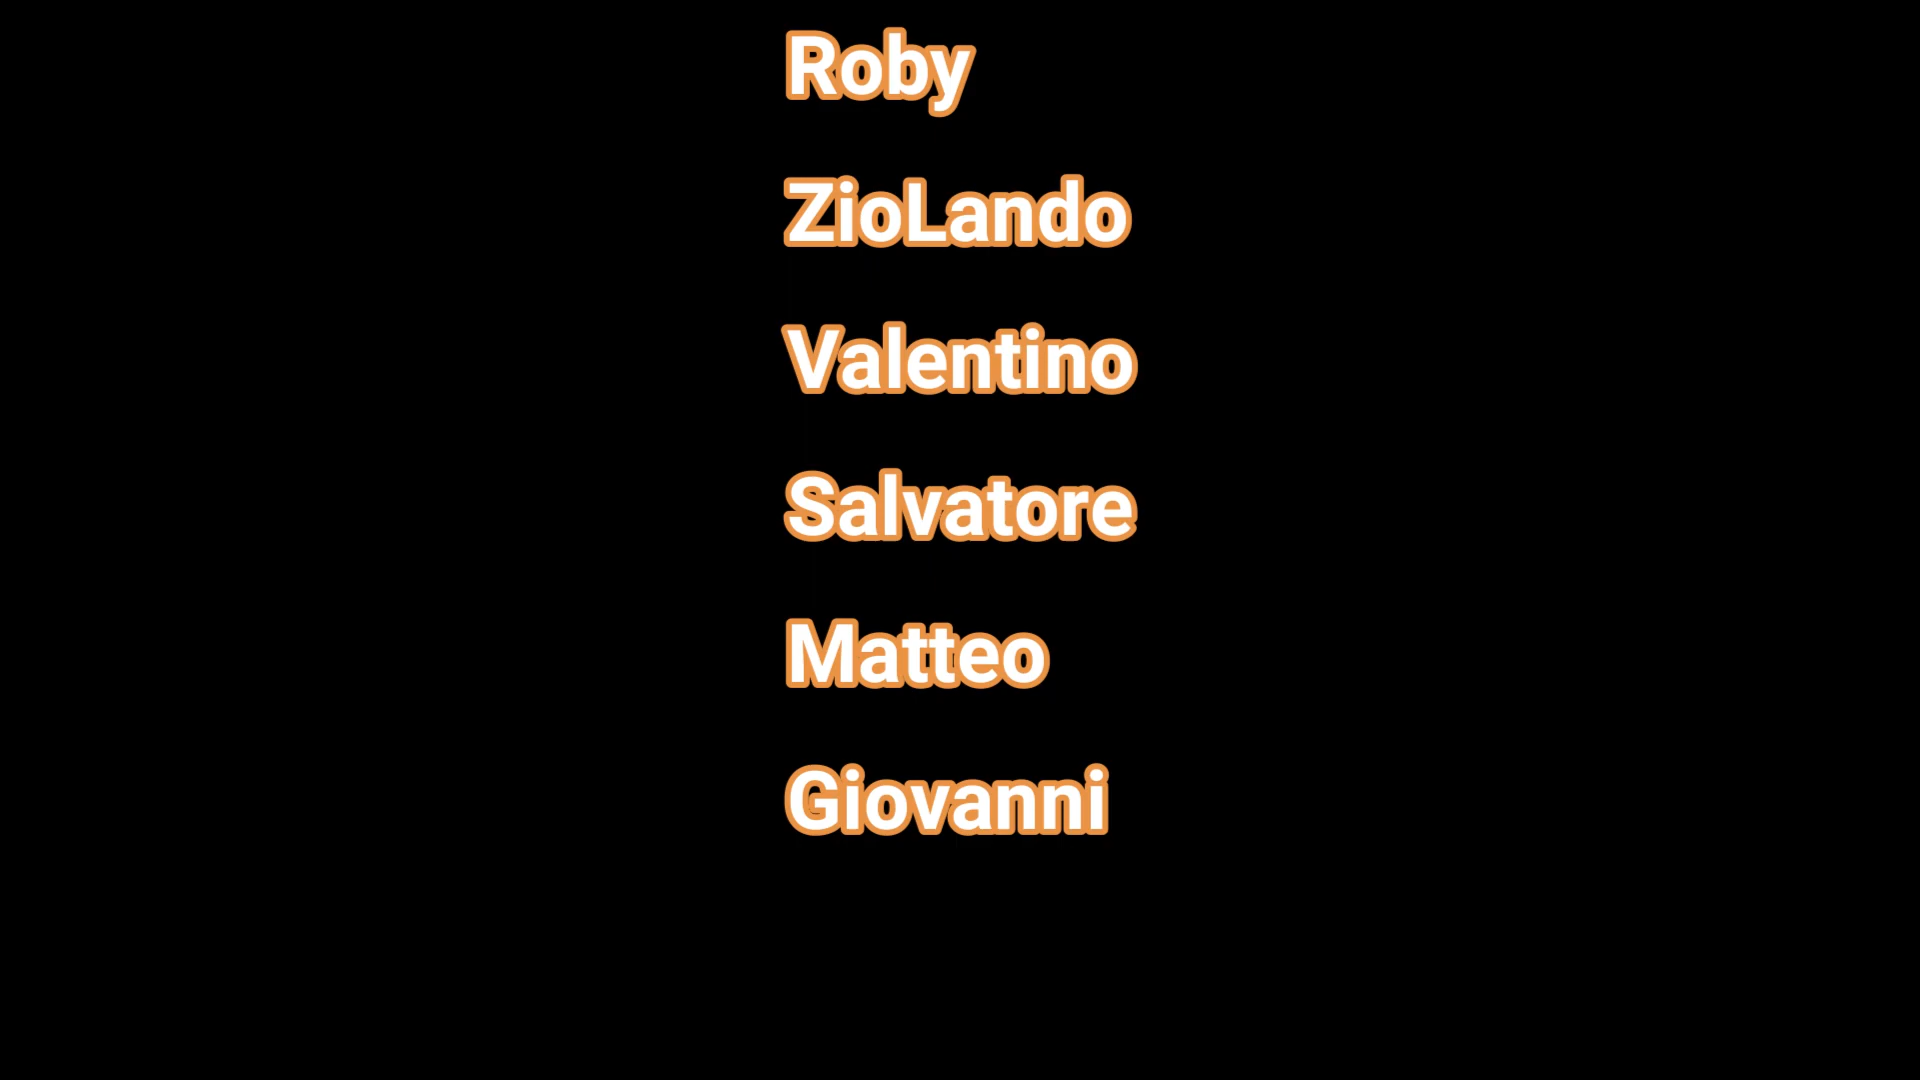 Roby
ZioLando
Valentino
Salvatore
Matteo
Giovanni